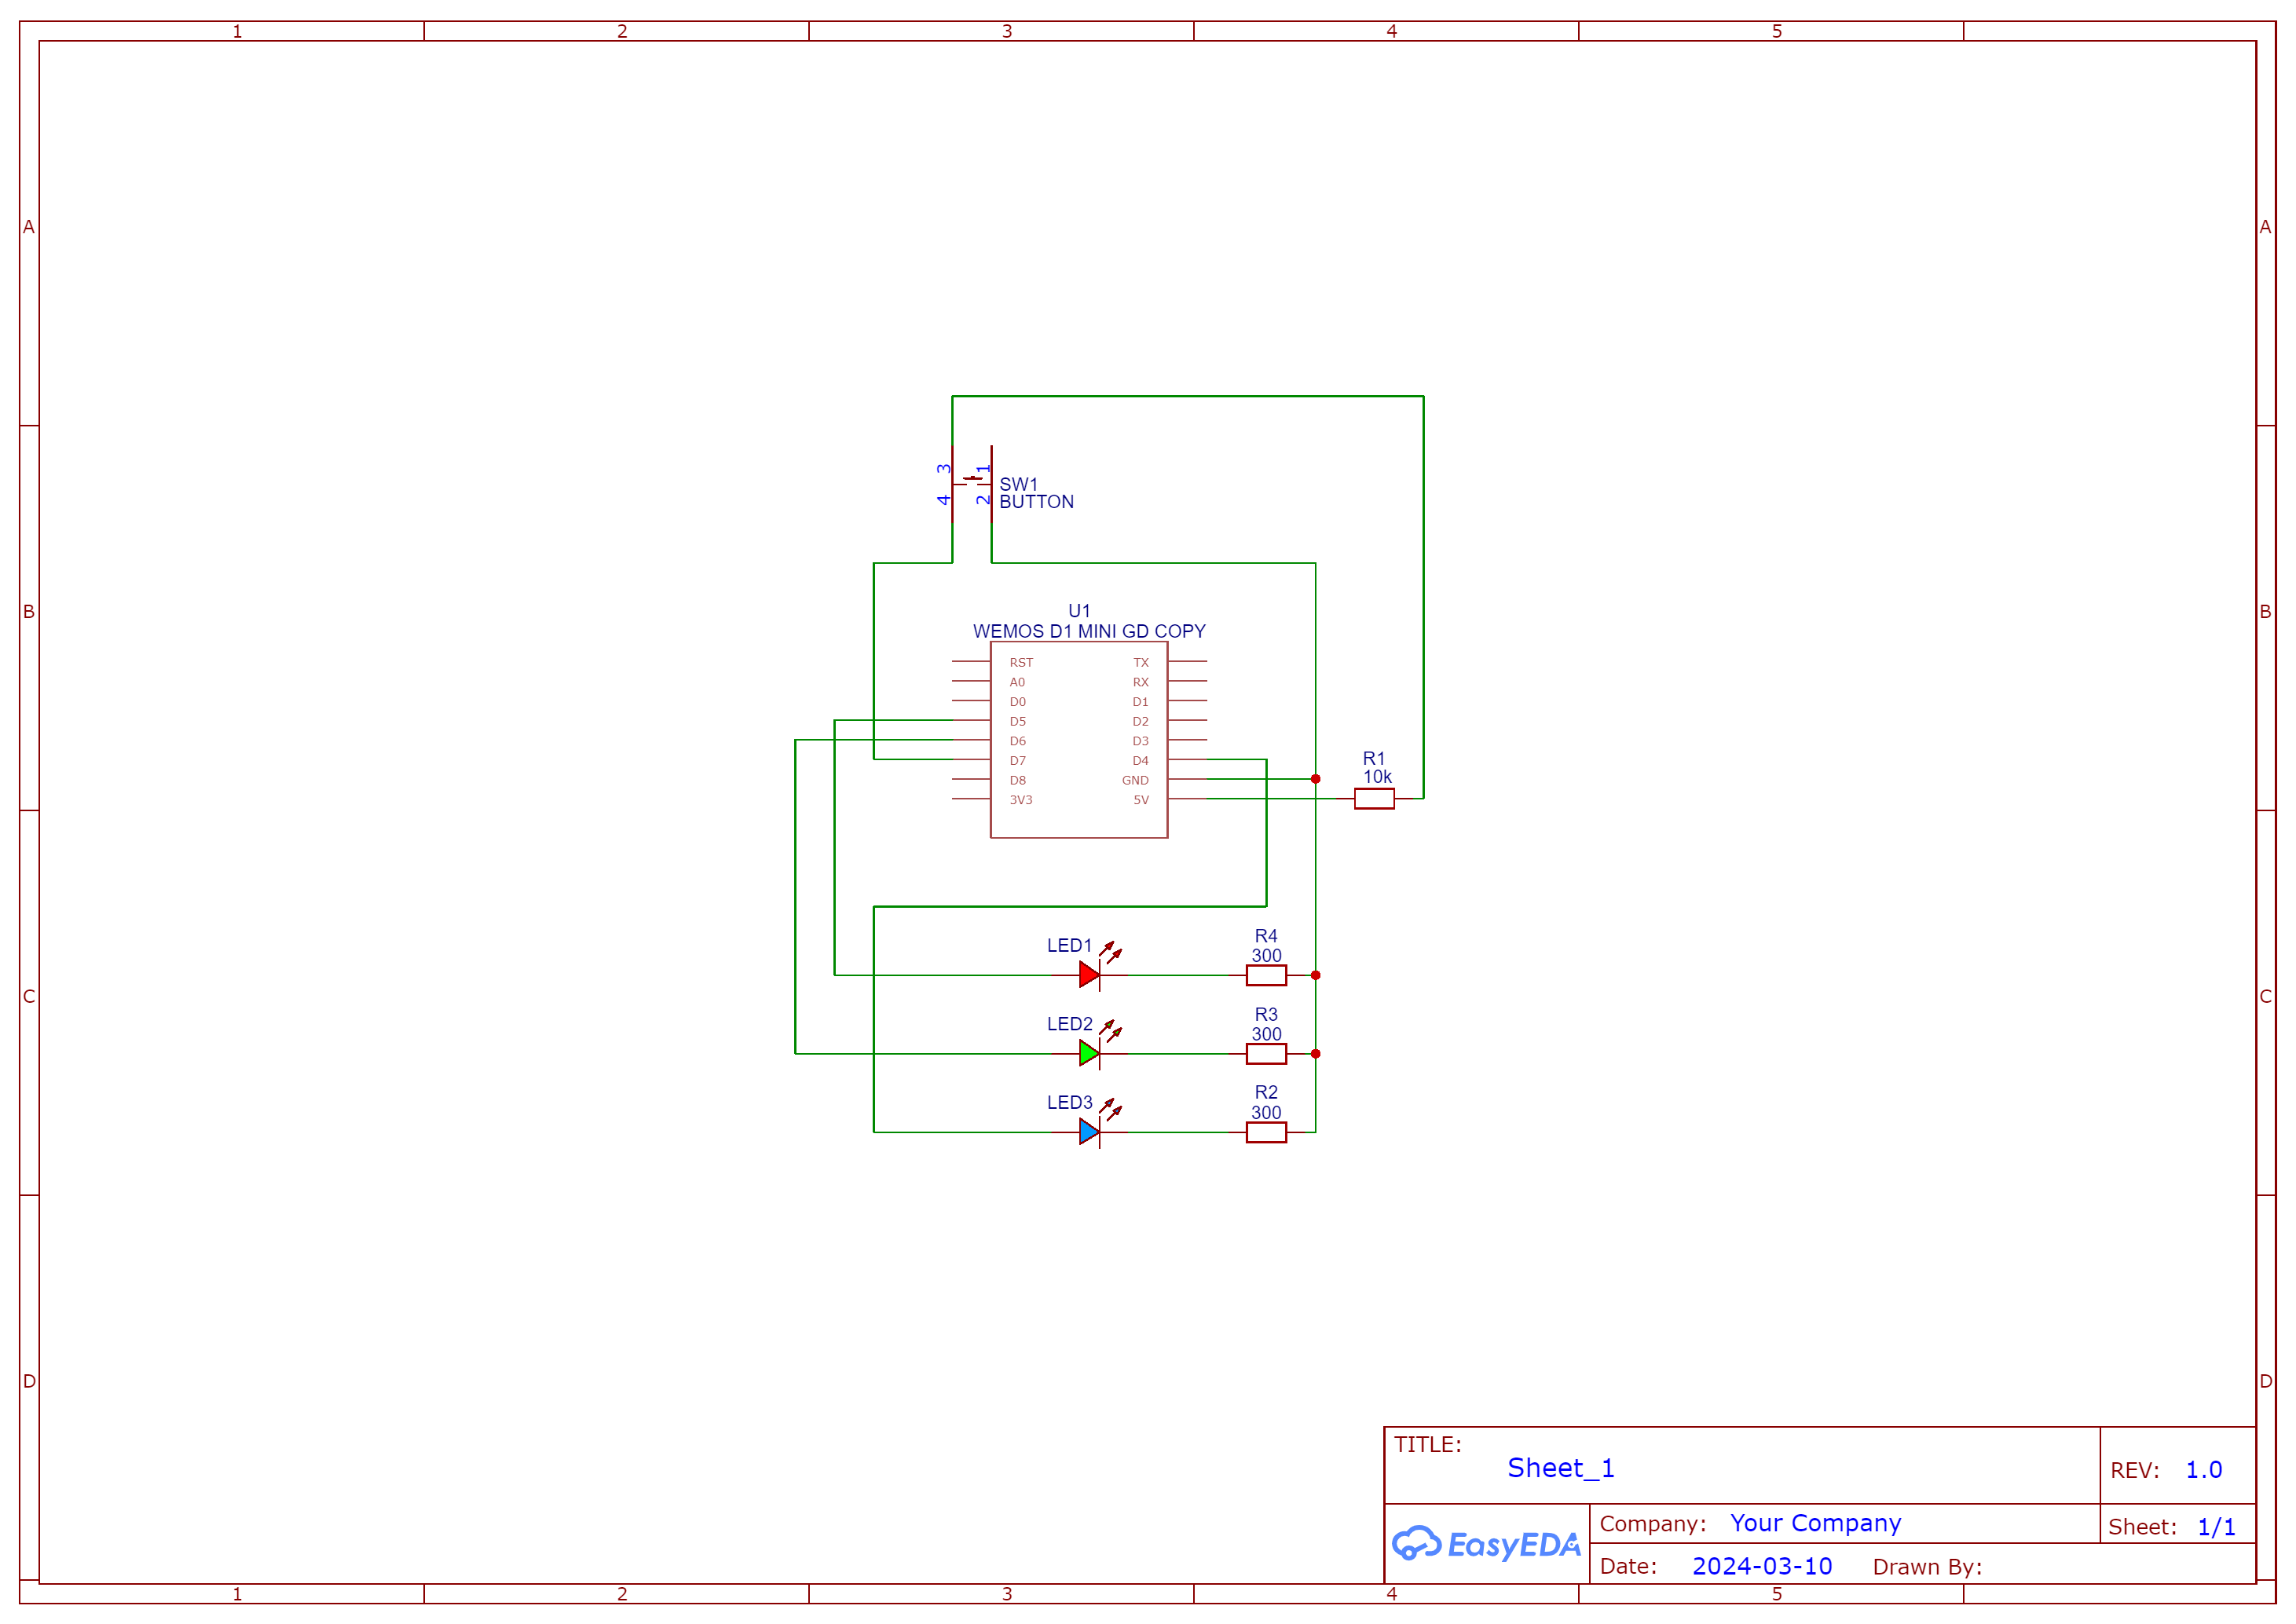 1 2 3 4 5
A A
3 1
SW1
4 2
BUTTON
B B
U1
WEMOS D1 MINI GD COPY
RST TX
A0 RX
D0 D1
D5 D2
D6 D3
D7 D4
D8 GND
3V3 5V
R1
10k
LED1
R4
300
C C
LED2
R3
300
LED3
R2
300
D D
TITLE:
Sheet_1
REV: 1.0
EasyEDA
Company: Your Company
Sheet: 1/1
Date: 2024-03-10 Drawn By:
1 2 3 4 5